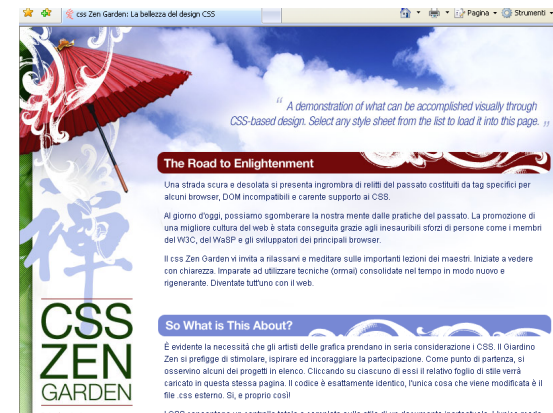 css Zen Garden: La bellezza del design CSS
Pagina
Strumenti
“ A demonstration of what can be accomplished visually through
CSS-based design. Select any style sheet from the list to load it into this page. ”
The Road to Enlightenment
Una strada scura e desolata si presenta ingrombra di relitti del passato costituiti da tag specifici per
alcuni browser, DOM incompatibili e carente supporto ai CSS.
Al giorno d'oggi, possiamo sgomberare la nostra mente dalle pratiche del passato. La promozione di
una migliore cultura del web è stata conseguita grazie agli inesauribili sforzi di persone come i membri
del W3C, del WaSP e gli sviluppatori dei principali browser.
Il css Zen Garden vi invita a rilassarvi e meditare sulle importanti lezioni dei maestri. Iniziate a vedere
con chiarezza. Imparate ad utilizzare tecniche (ormai) consolidate nel tempo in modo nuovo e
rigenerante. Diventate tutt'uno con il web.
禅
CSS
ZEN
GARDEN
So What is This About?
È evidente la necessità che gli artisti delle grafica prendano in seria considerazione i CSS. Il Giardino
Zen si prefigge di stimolare, ispirare ed incoraggiare la partecipazione. Come punto di partenza, si
osservino alcuni dei progetti in elenco. Cliccando su ciascuno di essi il relativo foglio di stile verrà
caricato in questa stessa pagina. Il codice è esattamente identico, l'unica cosa che viene modificata è il
file .css esterno. Si, e proprio così!